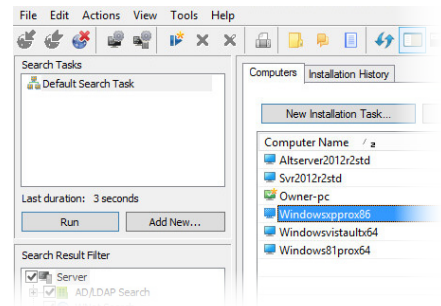 File Edit Actions View Tools Help
Search Tasks
Default Search Task
Last duration: 3 seconds
Run Add New...
Search Result Filter
Server
AD/LDAP Search
Computers Installation History
New Installation Task...
Computer Name
Altserver2012r2std
Svr2012r2std
Owner-pc
Windowsxpprox86
Windowsvistaultx64
Windows81prox64